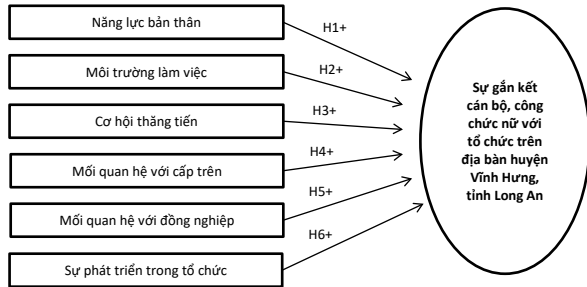 Năng lực bản thân
H1+
Môi trường làm việc
H2+
Cơ hội thăng tiến
H3+
Mối quan hệ với cấp trên
H4+
Mối quan hệ với đồng nghiệp
H5+
Sự phát triển trong tổ chức
H6+
Sự gắn kết
cán bộ, công
chức nữ với
tổ chức trên
địa bàn huyện
Vĩnh Hưng,
tỉnh Long An